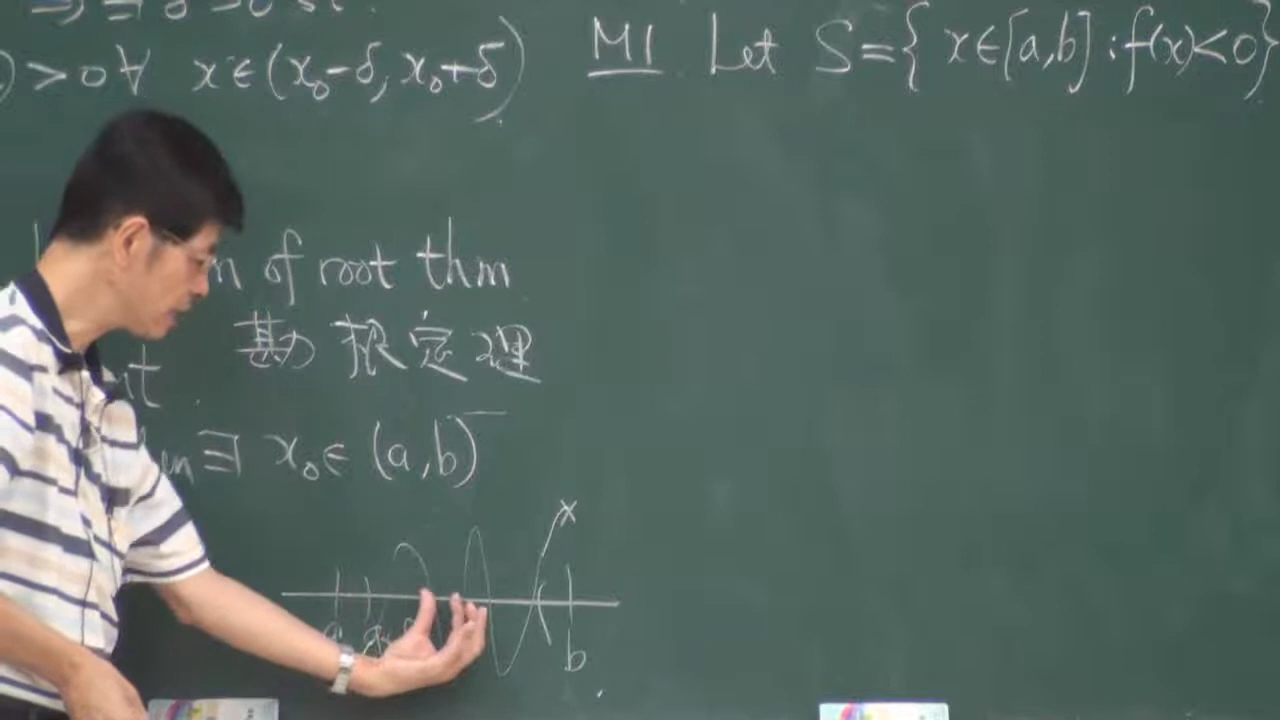 ) > 0 ∀ x ∈ (x₀-δ, x₀+δ)
M1 Let S = { x ∈ [a,b] : f(x) < 0 }
n of root thm
勘根定理
∃ x₀ ∈ (a,b)
x
b